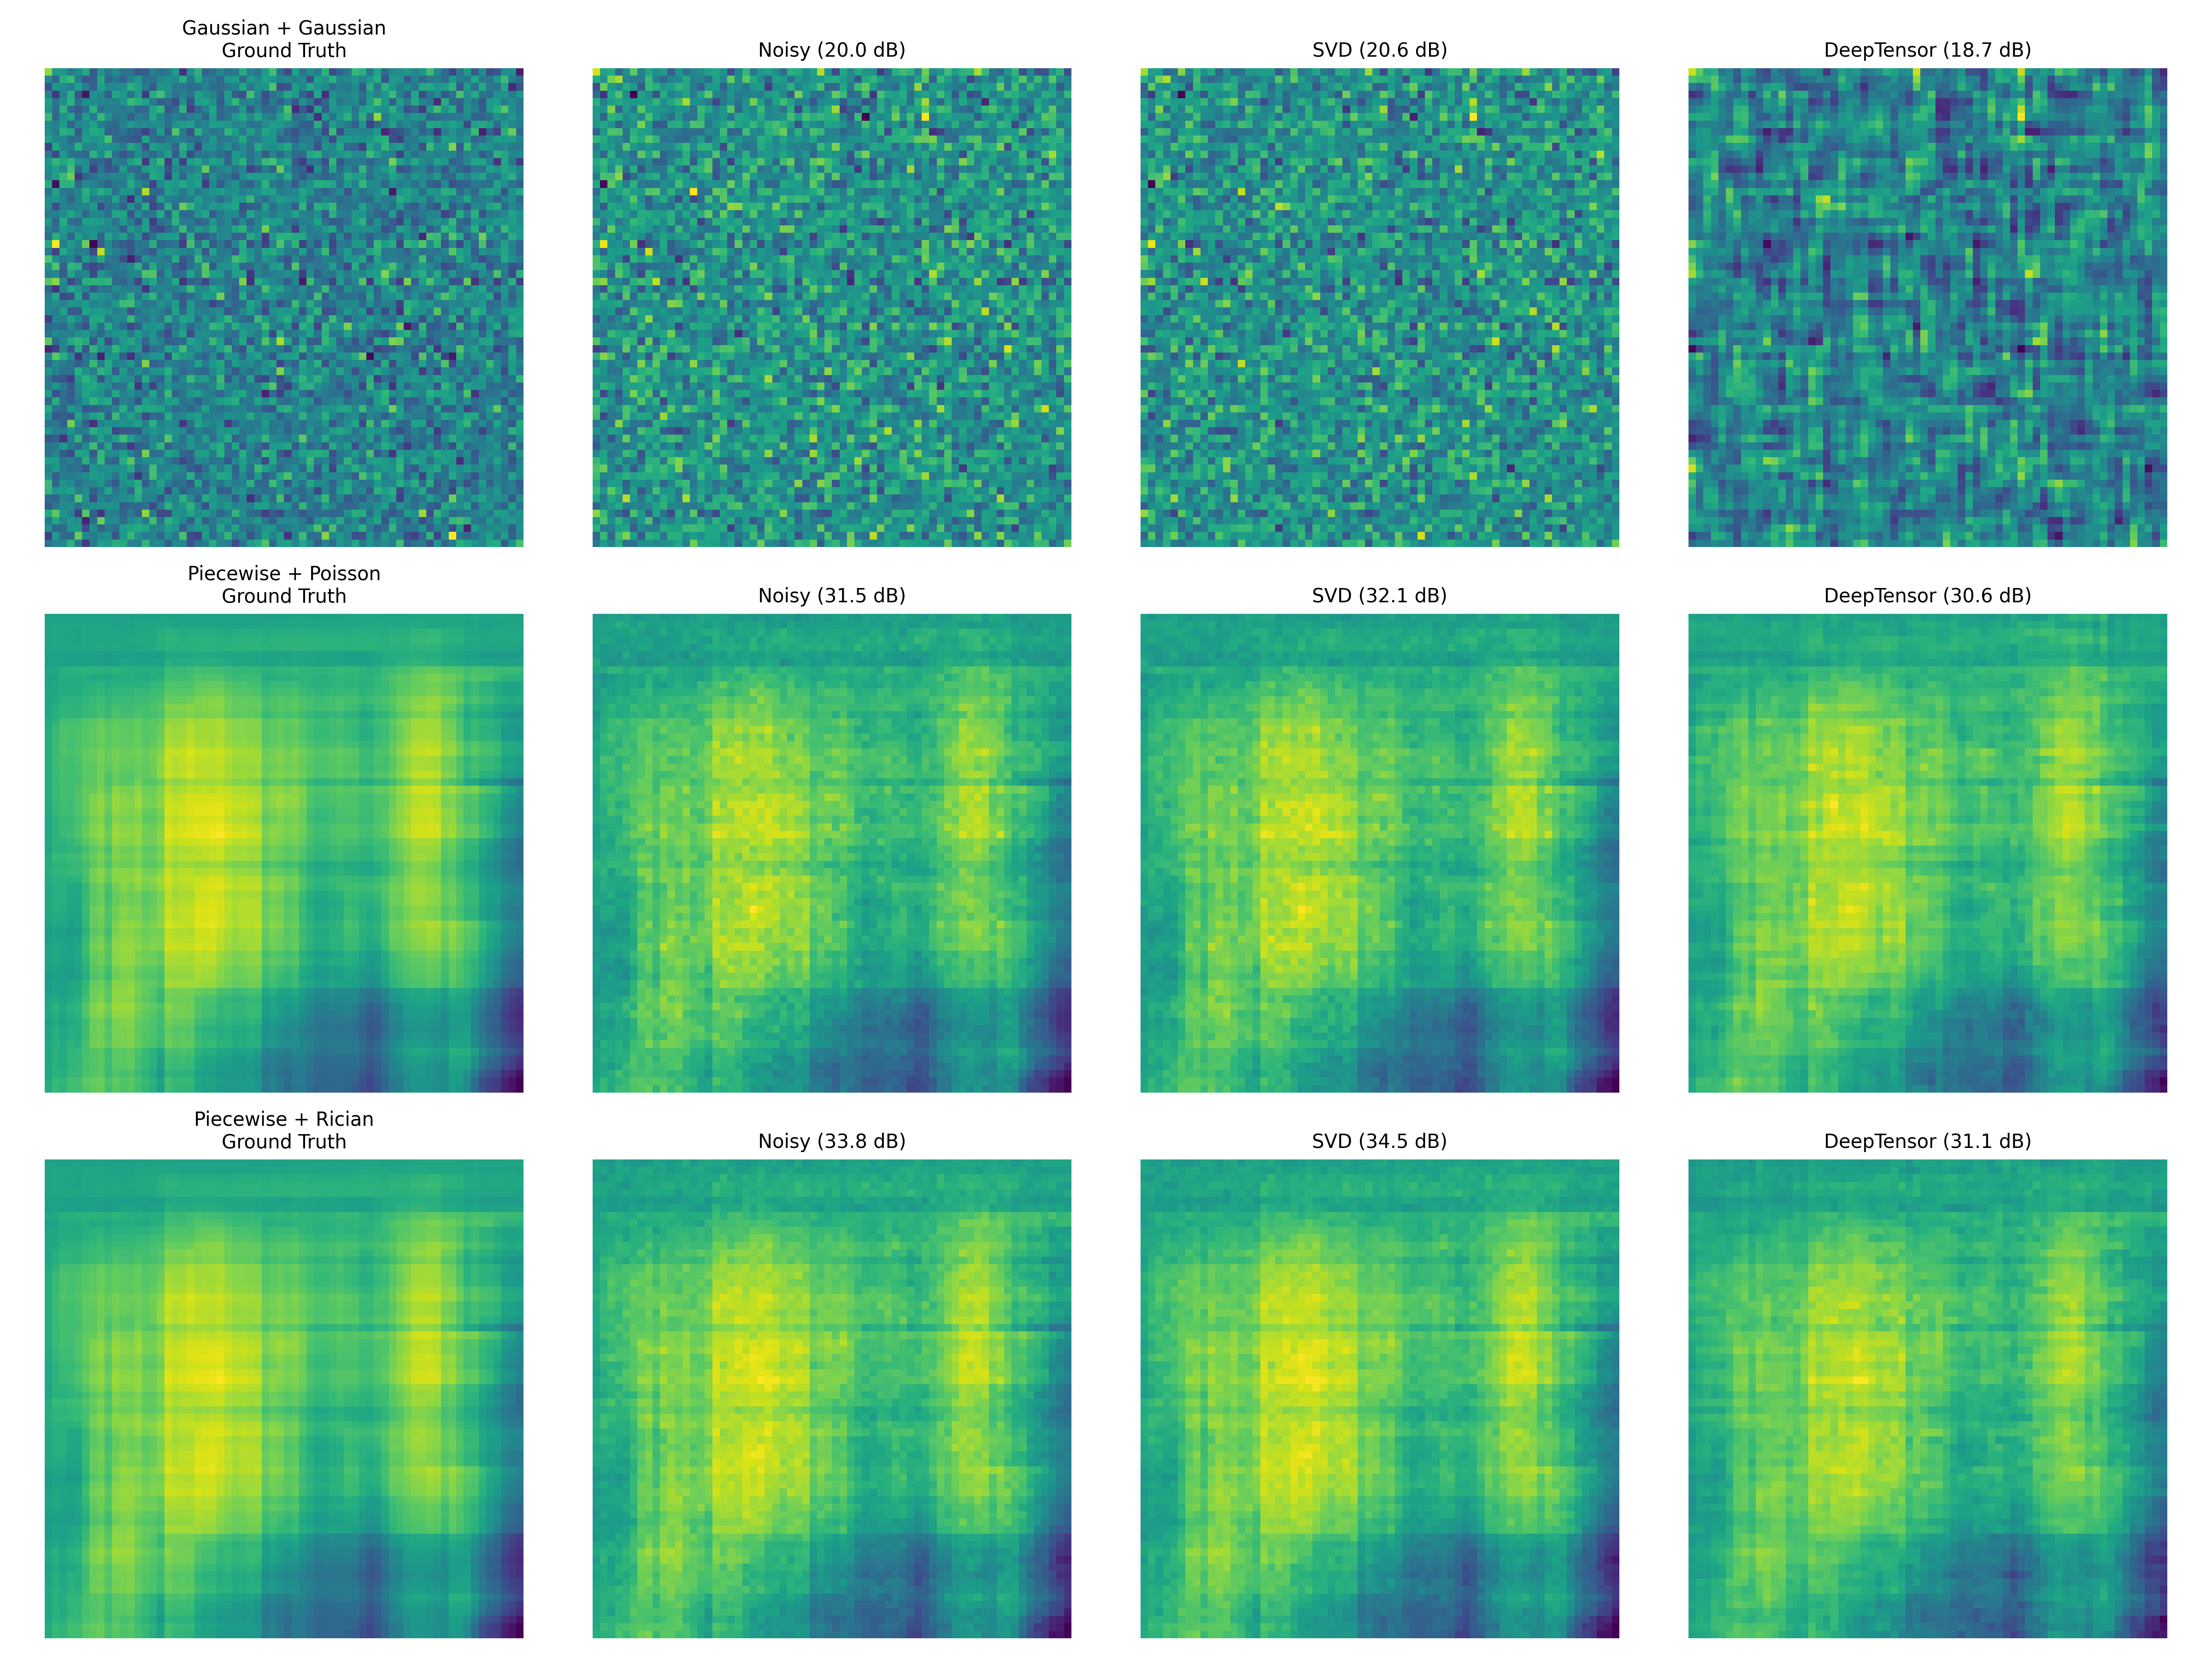 Gaussian + Gaussian
Ground Truth
Noisy (20.0 dB)
SVD (20.6 dB)
DeepTensor (18.7 dB)
Piecewise + Poisson
Ground Truth
Noisy (31.5 dB)
SVD (32.1 dB)
DeepTensor (30.6 dB)
Piecewise + Rician
Ground Truth
Noisy (33.8 dB)
SVD (34.5 dB)
DeepTensor (31.1 dB)